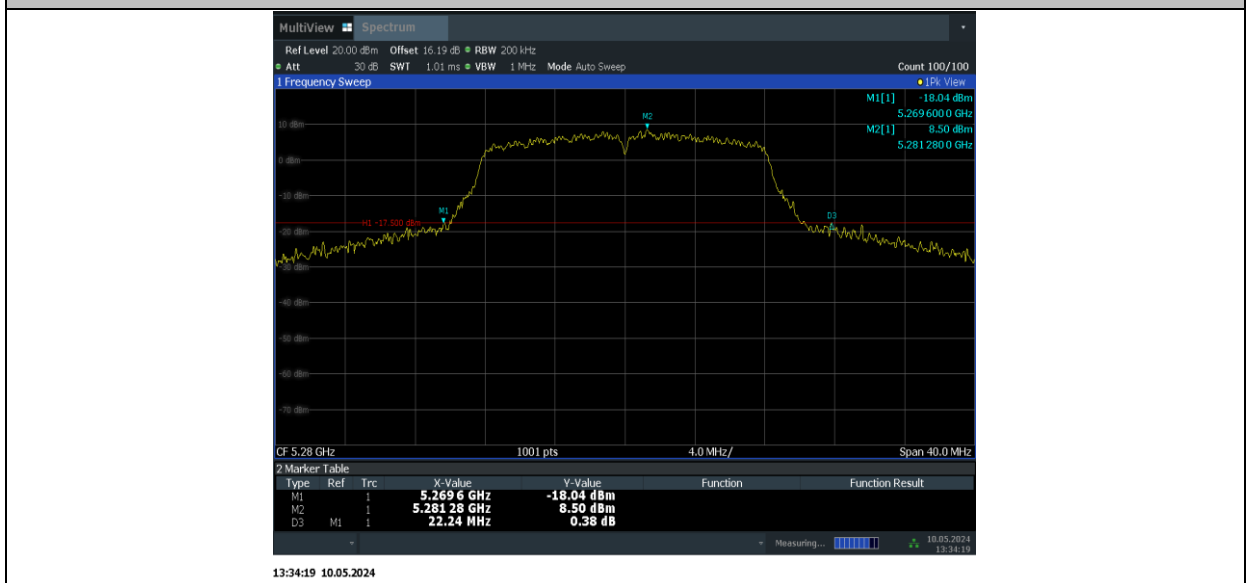 MultiView Spectrum
Ref Level 20.00 dBm Offset 16.19 dB RBW 200 kHz
Att 30 dB SWT 1.01 ms VBW 1 MHz Mode Auto Sweep Count 100/100
1 Frequency Sweep 1Pk View
M1[1] -18.04 dBm
5.269 600 0 GHz
M2[1] 8.50 dBm
5.281 280 0 GHz
M2
10 dBm
0 dBm
-10 dBm
M1
D3
H1 -17.500 dBm
-20 dBm
-30 dBm
-40 dBm
-50 dBm
-60 dBm
-70 dBm
CF 5.28 GHz 1001 pts 4.0 MHz/ Span 40.0 MHz
2 Marker Table
Type Ref Trc X-Value Y-Value Function Function Result
M1 1 5.269 6 GHz -18.04 dBm
M2 1 5.281 28 GHz 8.50 dBm
D3 M1 1 22.24 MHz 0.38 dB
Measuring... 10.05.2024
13:34:19
13:34:19 10.05.2024